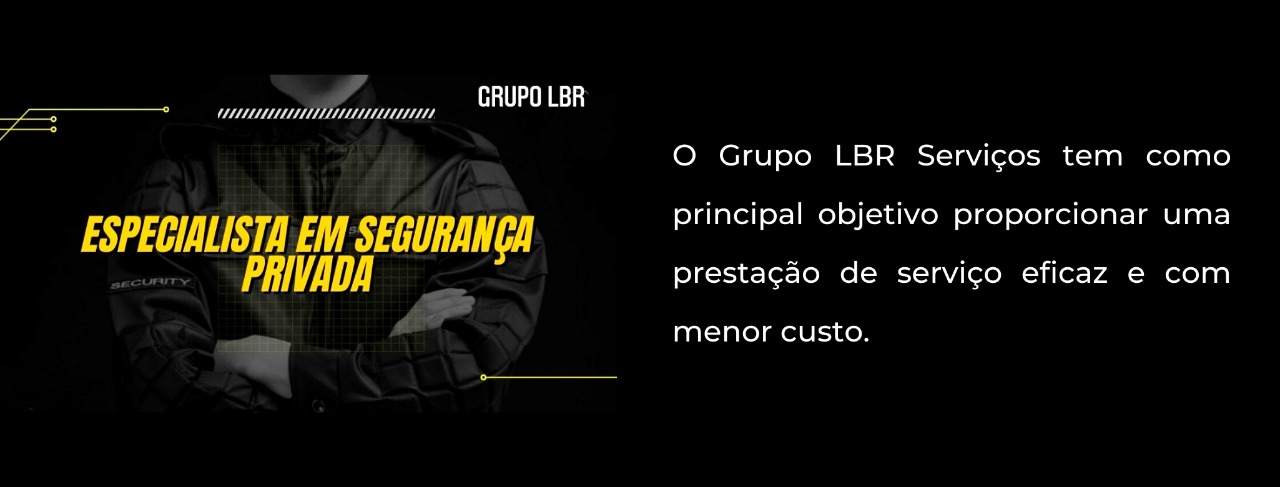 GRUPO LBR
ESPECIALISTA EM SEGURANÇA
PRIVADA
SECURITY
O Grupo LBR Serviços tem como
principal objetivo proporcionar uma
prestação de serviço eficaz e com
menor custo.